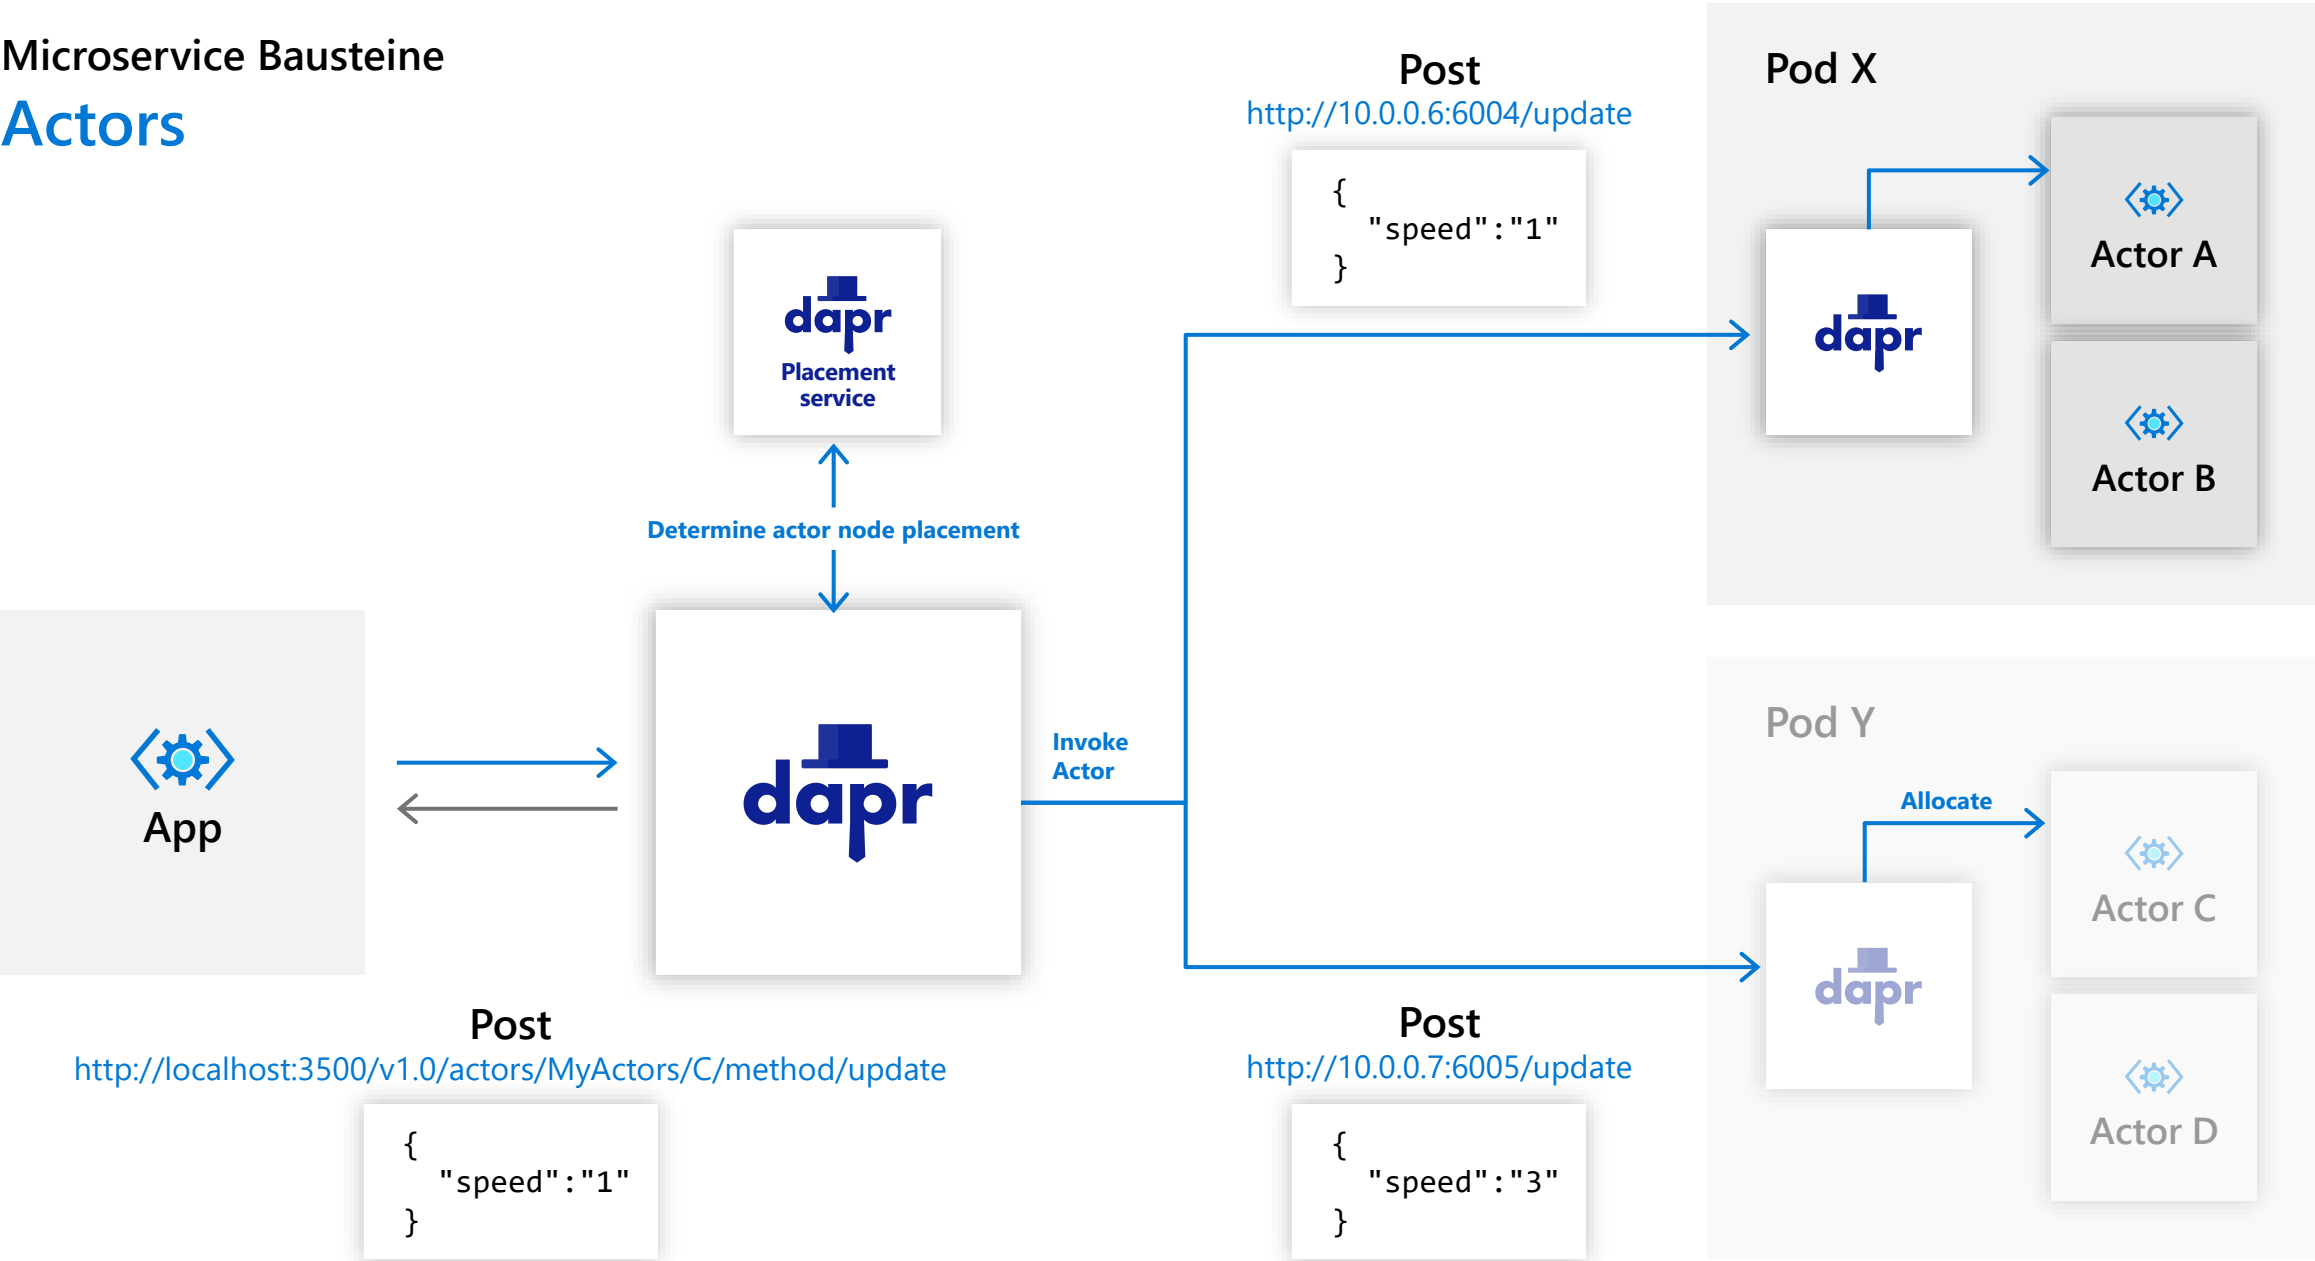 Microservice Bausteine
Actors
dapr
Placement
service
Determine actor node placement
App
dapr
Invoke
Actor
Post
http://localhost:3500/v1.0/actors/MyActors/C/method/update
{
"speed":"1"
}
Post
http://10.0.0.6:6004/update
{
"speed":"1"
}
Pod X
dapr
Actor A
Actor B
Post
http://10.0.0.7:6005/update
{
"speed":"3"
}
Pod Y
Allocate
dapr
Actor C
Actor D